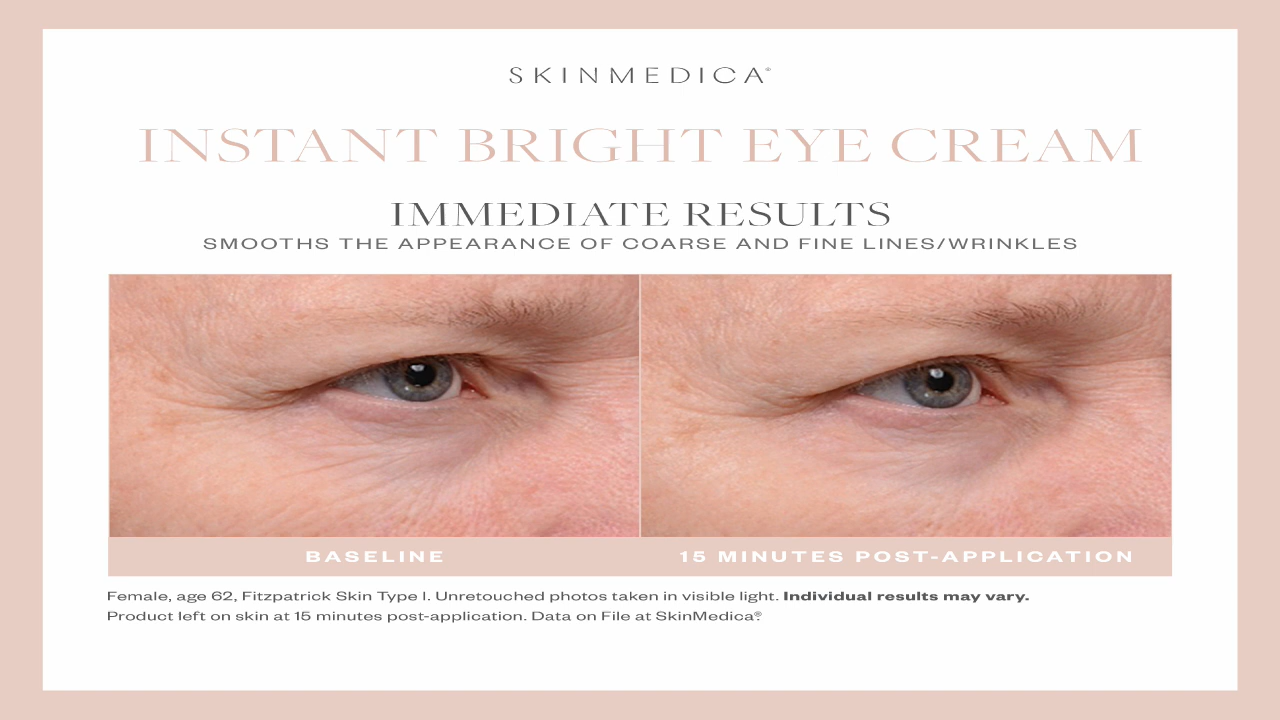 SKINMEDICA®
INSTANT BRIGHT EYE CREAM
IMMEDIATE RESULTS
SMOOTHS THE APPEARANCE OF COARSE AND FINE LINES/WRINKLES
BASELINE
15 MINUTES POST-APPLICATION
Female, age 62, Fitzpatrick Skin Type I. Unretouched photos taken in visible light. Individual results may vary.
Product left on skin at 15 minutes post-application. Data on File at SkinMedica®.